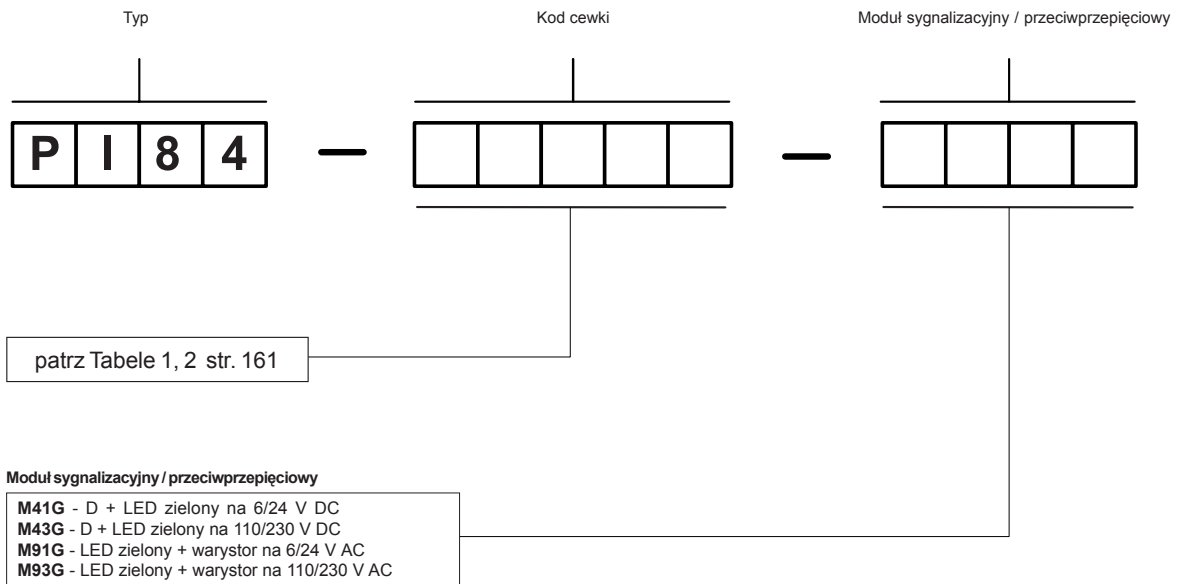 Typ
Kod cewki
Moduł sygnalizacyjny / przeciwprzepięciowy
P I 8 4 — —
patrz Tabele 1, 2 str. 161
Moduł sygnalizacyjny / przeciwprzepięciowy
M41G - D + LED zielony na 6/24 V DC
M43G - D + LED zielony na 110/230 V DC
M91G - LED zielony + warystor na 6/24 V AC
M93G - LED zielony + warystor na 110/230 V AC